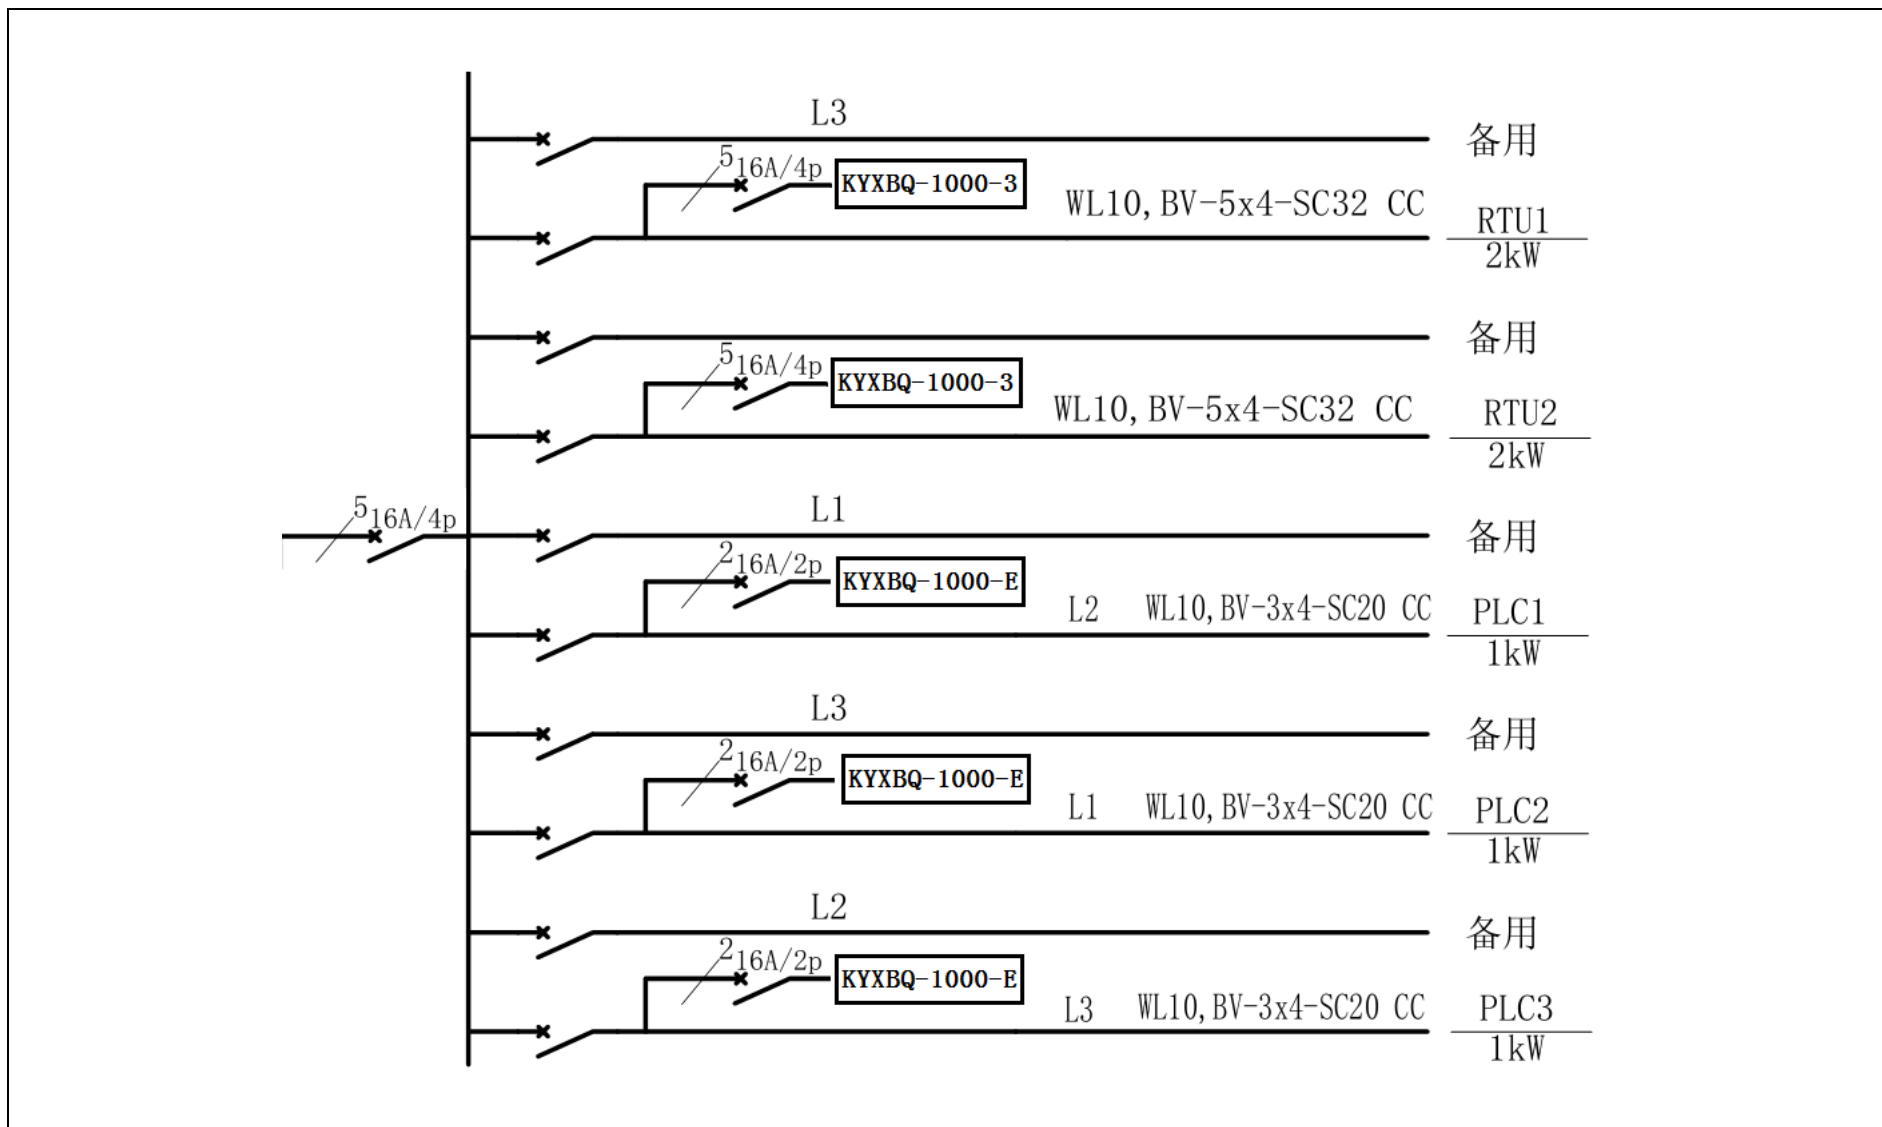 L3
备用
5 16A/4p
KYXBQ-1000-3
WL10, BV-5x4-SC32 CC
RTU1
2kW
备用
5 16A/4p
KYXBQ-1000-3
WL10, BV-5x4-SC32 CC
RTU2
2kW
5 16A/4p
L1
备用
2 16A/2p
KYXBQ-1000-E
L2 WL10, BV-3x4-SC20 CC
PLC1
1kW
L3
备用
2 16A/2p
KYXBQ-1000-E
L1 WL10, BV-3x4-SC20 CC
PLC2
1kW
L2
备用
2 16A/2p
KYXBQ-1000-E
L3 WL10, BV-3x4-SC20 CC
PLC3
1kW